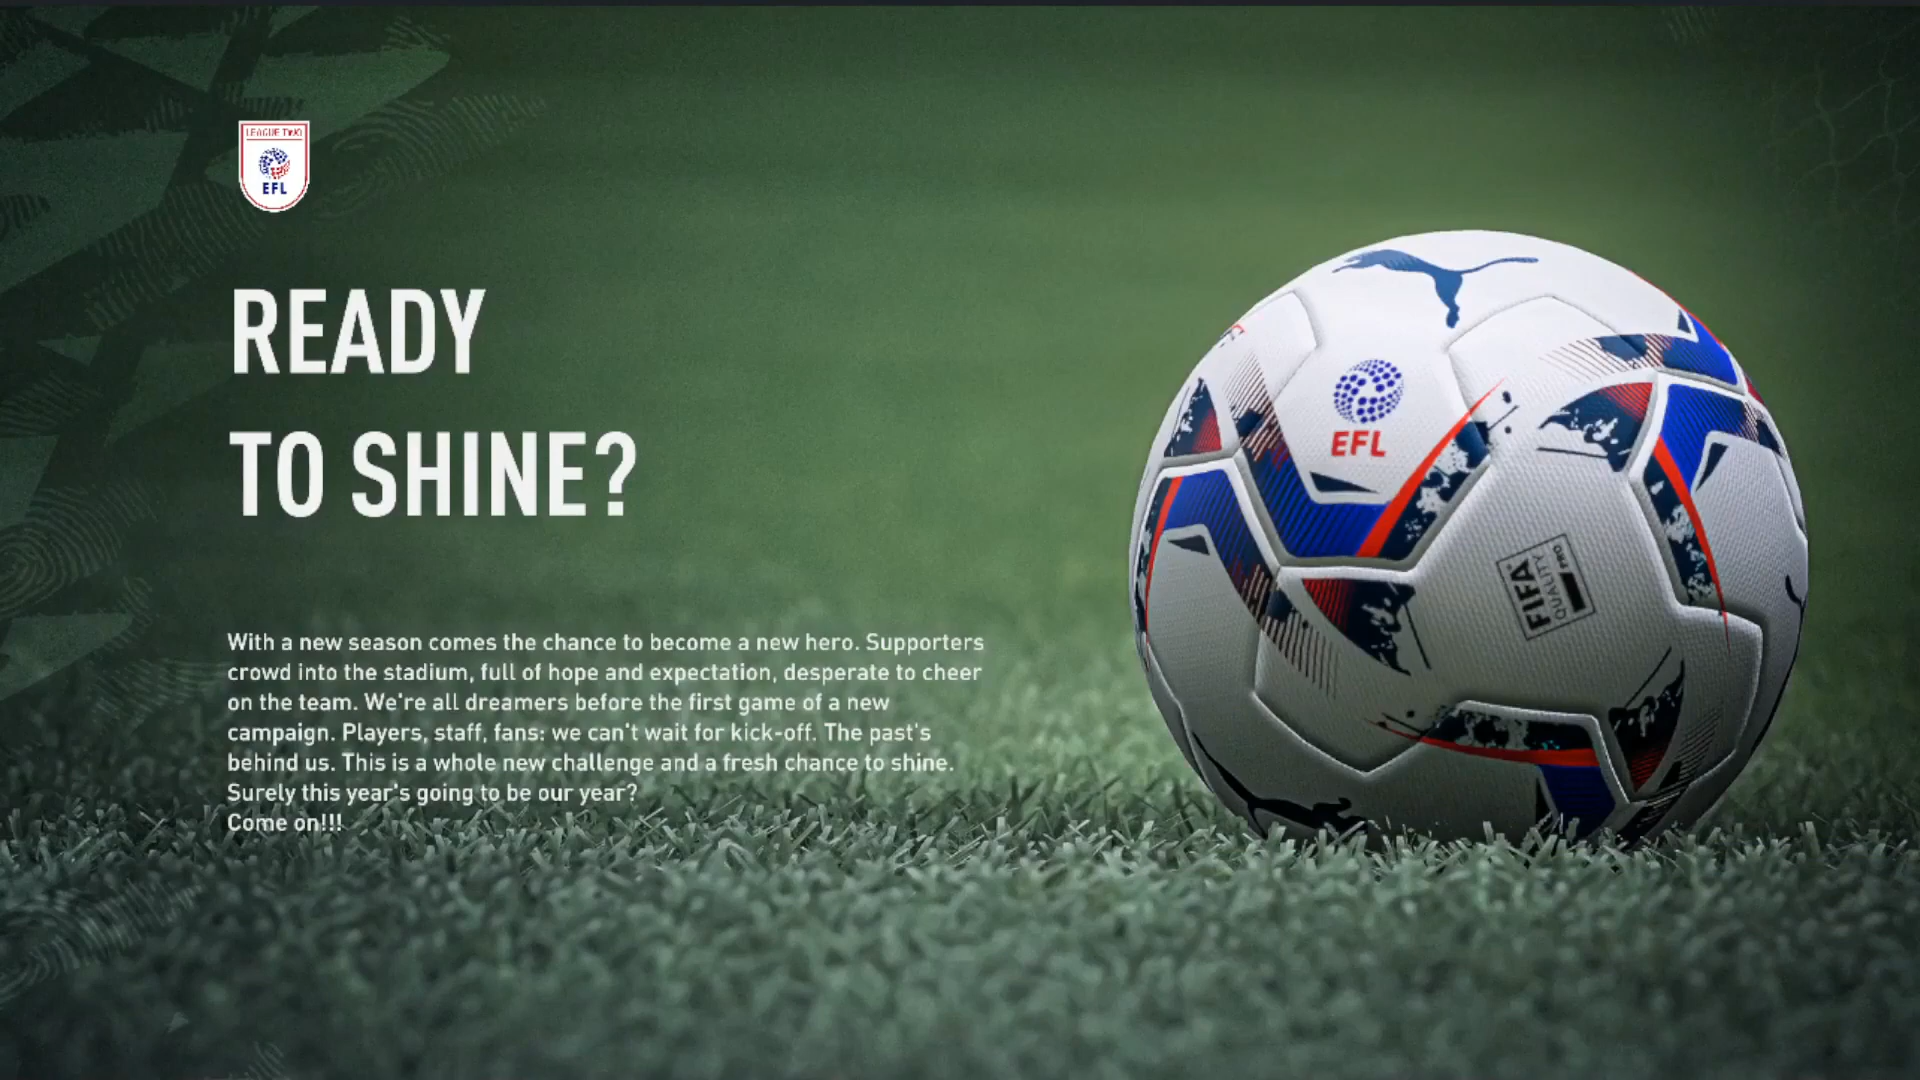 LEAGUE TWO
EFL
READY
TO SHINE?
With a new season comes the chance to become a new hero. Supporters
crowd into the stadium, full of hope and expectation, desperate to cheer
on the team. We're all dreamers before the first game of a new
campaign. Players, staff, fans: we can't wait for kick-off. The past's
behind us. This is a whole new challenge and a fresh chance to shine.
Surely this year's going to be our year?
Come on!!!
EFL
FIFA
QUALITY
PRO